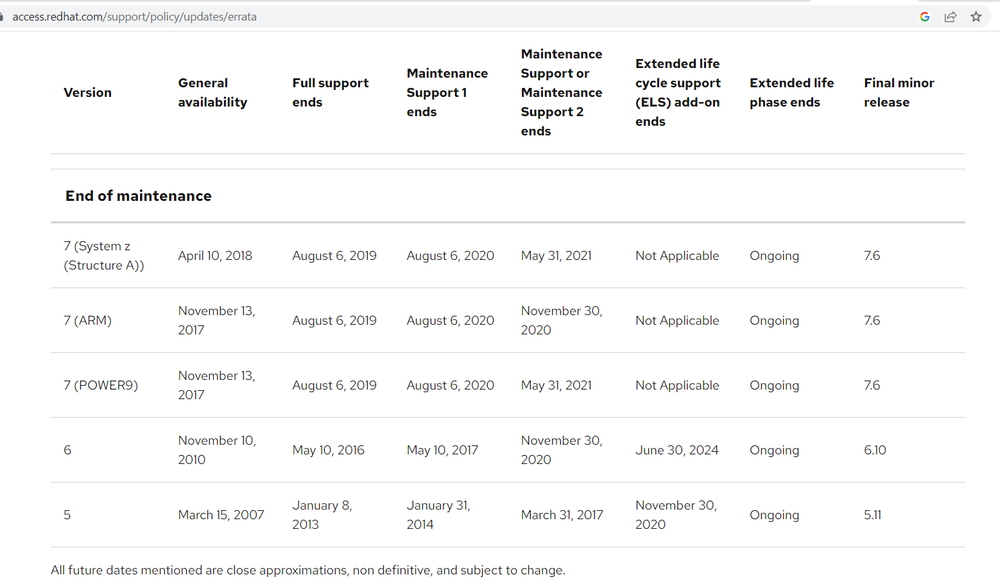 access.redhat.com/support/policy/updates/errata
Version
General
availability
Full support
ends
Maintenance
Support 1
ends
Maintenance
Support or
Maintenance
Support 2
ends
Extended life
cycle support
(ELS) add-on
ends
Extended life
phase ends
Final minor
release
End of maintenance
7 (System z
(Structure A))
April 10, 2018
August 6, 2019
August 6, 2020
May 31, 2021
Not Applicable
Ongoing
7.6
7 (ARM)
November 13,
2017
August 6, 2019
August 6, 2020
November 30,
2020
Not Applicable
Ongoing
7.6
7 (POWER9)
November 13,
2017
August 6, 2019
August 6, 2020
May 31, 2021
Not Applicable
Ongoing
7.6
6
November 10,
2010
May 10, 2016
May 10, 2017
November 30,
2020
June 30, 2024
Ongoing
6.10
5
March 15, 2007
January 8,
2013
January 31,
2014
March 31, 2017
November 30,
2020
Ongoing
5.11
All future dates mentioned are close approximations, non definitive, and subject to change.